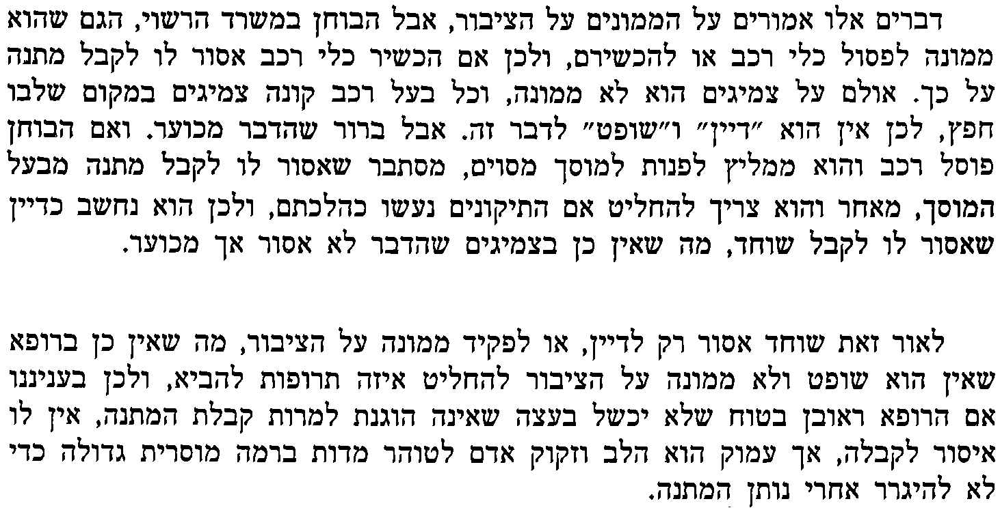 דברים אלו אמורים על הממונים על הציבור, אבל הבוחן במשרד הרשוי, הגם שהוא
ממונה לפסול כלי רכב או להכשירם, ולכן אם הכשיר כלי רכב אסור לו לקבל מתנה
על כך. אולם על צמיגים הוא לא ממונה, וכל בעל רכב קונה צמיגים במקום שלבו
חפץ, לכן אין הוא ״דיין״ ו״שופט״ לדבר זה. אבל ברור שהדבר מכוער. ואם הבוחן
פוסל רכב והוא ממליץ לפנות למוסך מסוים, מסתבר שאסור לו לקבל מתנה מבעל
המוסך, מאחר והוא צריך להחליט אם התיקונים נעשו כהלכתם, ולכן הוא נחשב כדיין
שאסור לו לקבל שוחד, מה שאין כן בצמיגים שהדבר לא אסור אך מכוער.
לאור זאת שוחד אסור רק לדיין, או לפקיד ממונה על הציבור, מה שאין כן ברופא
שאין הוא שופט ולא ממונה על הציבור להחליט איזה תרופות להביא, ולכן בעניננו
אם הרופא ראובן בטוח שלא יכשל בעצה שאינה הוגנת למרות קבלת המתנה, אין לו
איסור לקבלה, אך עמוק הוא הלב וזקוק אדם לטוהר מדות ברמה מוסרית גדולה כדי
לא להיגרר אחרי נותן המתנה.